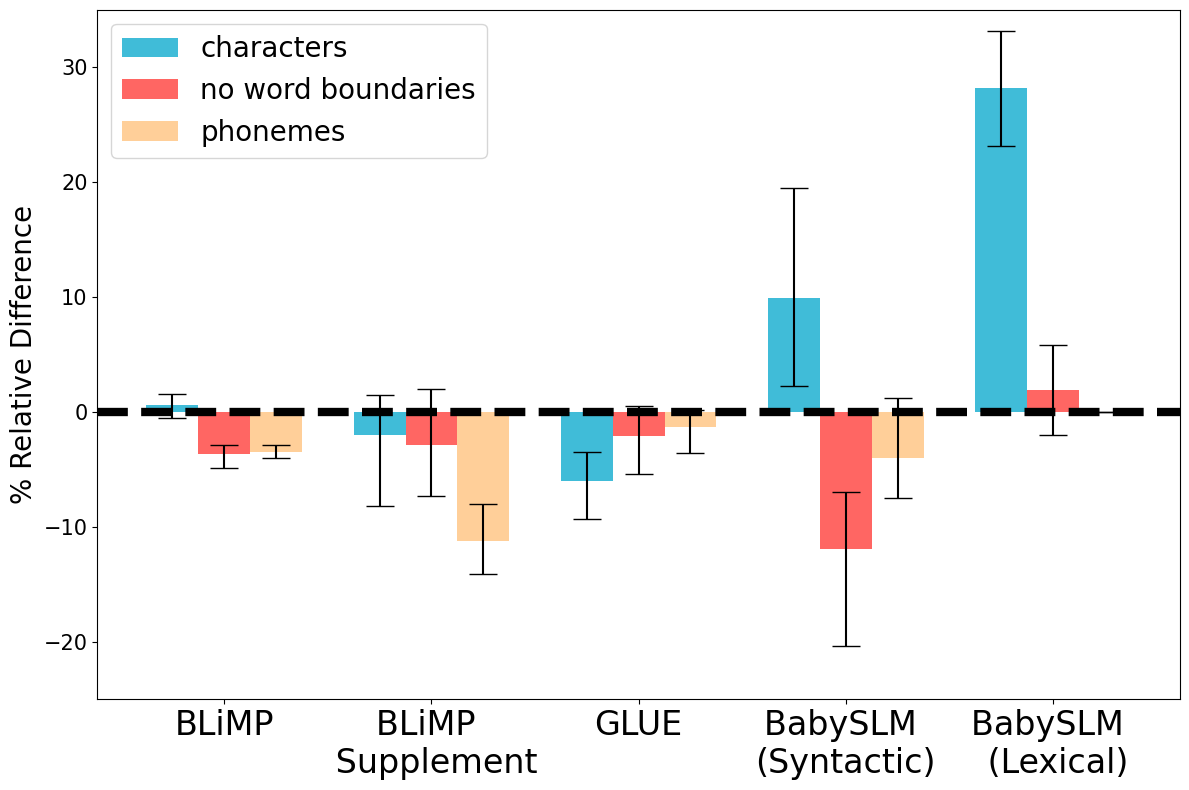 characters
no word boundaries
phonemes
% Relative Difference
30
20
10
0
−10
−20
BLiMP
BLiMP
Supplement
GLUE
BabySLM
(Syntactic)
BabySLM
(Lexical)